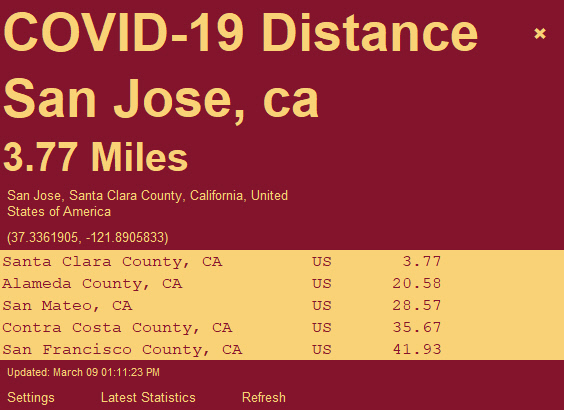 COVID-19 Distance
×
San Jose, ca
3.77 Miles
San Jose, Santa Clara County, California, United
States of America
(37.3361905, -121.8905833)
Santa Clara County, CA US 3.77
Alameda County, CA US 20.58
San Mateo, CA US 28.57
Contra Costa County, CA US 35.67
San Francisco County, CA US 41.93
Updated: March 09 01:11:23 PM
Settings Latest Statistics Refresh